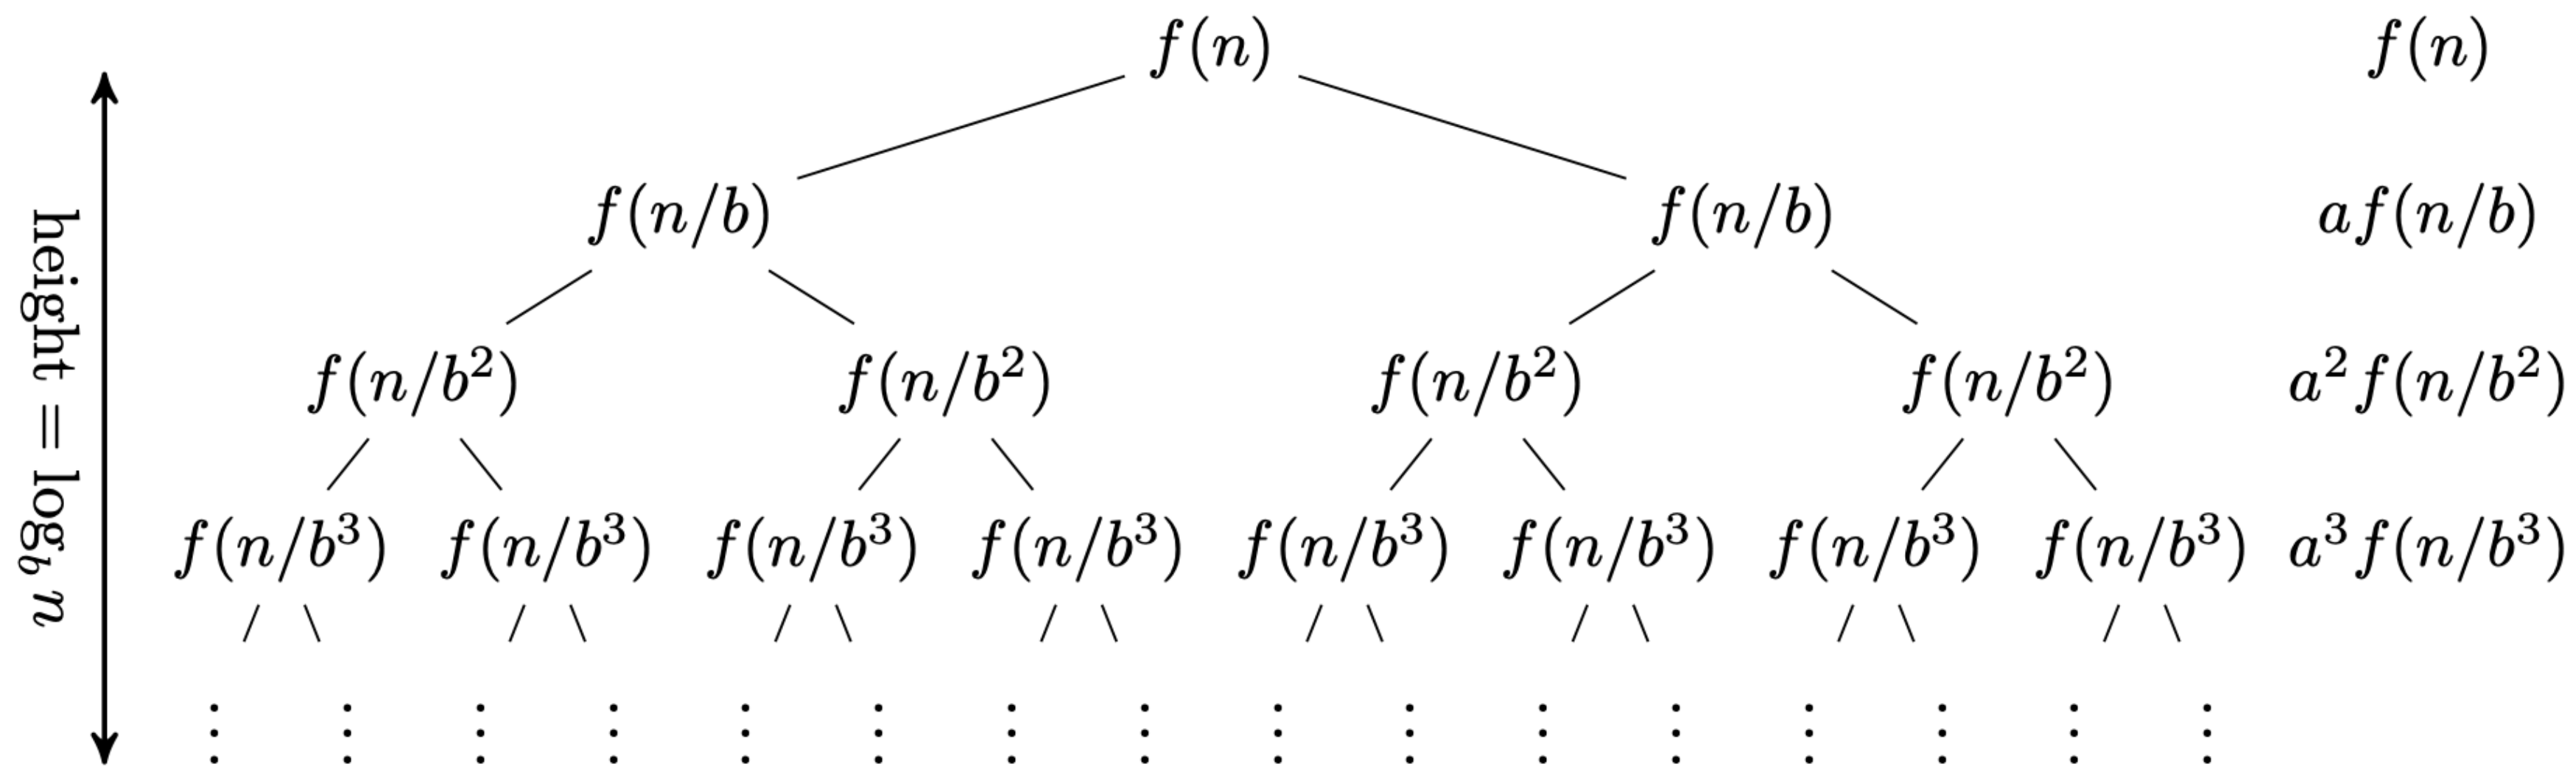 f(n) f(n)
f(n/b) f(n/b) af(n/b)
f(n/b²) f(n/b²) f(n/b²) f(n/b²) a²f(n/b²)
f(n/b³) f(n/b³) f(n/b³) f(n/b³) f(n/b³) f(n/b³) f(n/b³) f(n/b³) a³f(n/b³)
height = log_b n